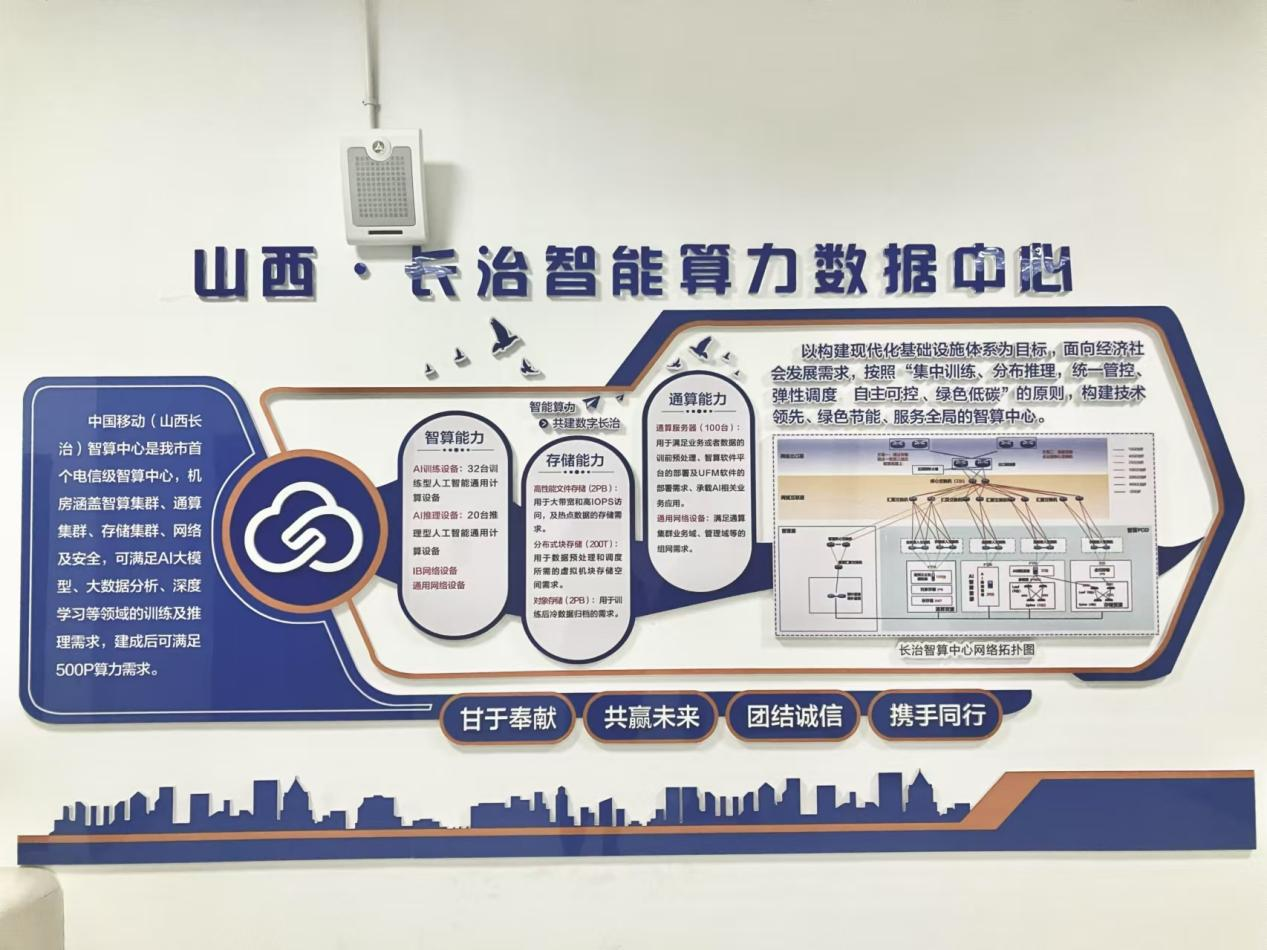 山西·长治智能算力数据中心
中国移动（山西长
治）智算中心是我市首
个电信级智算中心，机
房涵盖智算集群、通算
集群、存储集群、网络
及安全，可满足AI大模
型、大数据分析、深度
学习等领域的训练及推
理需求，建成后可满足
500P算力需求。
智算能力
AI训练设备：32台训
练型人工智能通用计
算设备
AI推理设备：20台推
理型人工智能通用计
算设备
IB网络设备
通用网络设备
智能算力
共建数字长治
存储能力
高性能文件存储(2PB)：
用于大带宽和高IOPS访
问，及热点数据的存储需
求。
分布式块存储(200T)：
用于数据预处理和调度
所需的虚拟机块存储空
间需求。
对象存储(2PB)：用于训
练后冷数据归档的需求。
通算能力
通算服务器（100台）：
用于满足业务或者数据的
训前预处理、智算软件平
台的部署及UFM软件的
部署需求、承载AI相关业
务应用。
通用网络设备：满足通算
集群业务域、管理域等的
组网需求。
以构建现代化基础设施体系为目标，面向经济社
会发展需求，按照“集中训练、分布推理，统一管控、
弹性调度 自主可控、绿色低碳”的原则，构建技术
领先、绿色节能、服务全局的智算中心。
智算POD
长治智算中心网络拓扑图
甘于奉献
共赢未来
团结诚信
携手同行